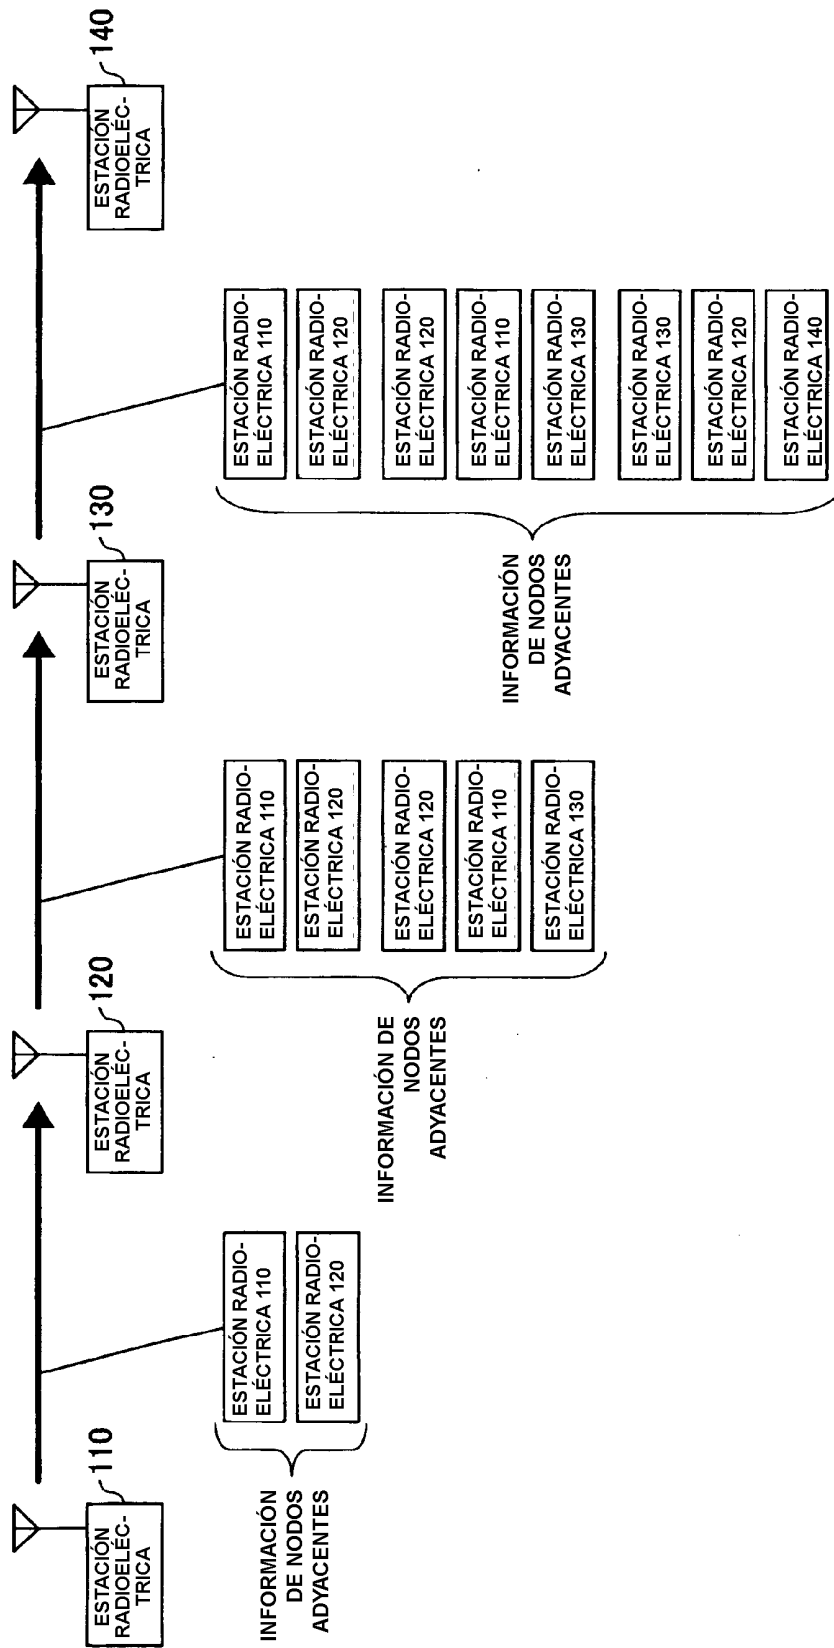 110
ESTACIÓN
RADIOELÉC-
TRICA
120
ESTACIÓN
RADIOELÉC-
TRICA
130
ESTACIÓN
RADIOELÉC-
TRICA
140
ESTACIÓN
RADIOELÉC-
TRICA
INFORMACIÓN
DE NODOS
ADYACENTES
ESTACIÓN RADIO-
ELÉCTRICA 110
ESTACIÓN RADIO-
ELÉCTRICA 120
INFORMACIÓN DE
NODOS
ADYACENTES
ESTACIÓN RADIO-
ELÉCTRICA 110
ESTACIÓN RADIO-
ELÉCTRICA 120
ESTACIÓN RADIO-
ELÉCTRICA 120
ESTACIÓN RADIO-
ELÉCTRICA 110
ESTACIÓN RADIO-
ELÉCTRICA 130
INFORMACIÓN
DE NODOS
ADYACENTES
ESTACIÓN RADIO-
ELÉCTRICA 110
ESTACIÓN RADIO-
ELÉCTRICA 120
ESTACIÓN RADIO-
ELÉCTRICA 120
ESTACIÓN RADIO-
ELÉCTRICA 110
ESTACIÓN RADIO-
ELÉCTRICA 130
ESTACIÓN RADIO-
ELÉCTRICA 130
ESTACIÓN RADIO-
ELÉCTRICA 120
ESTACIÓN RADIO-
ELÉCTRICA 140